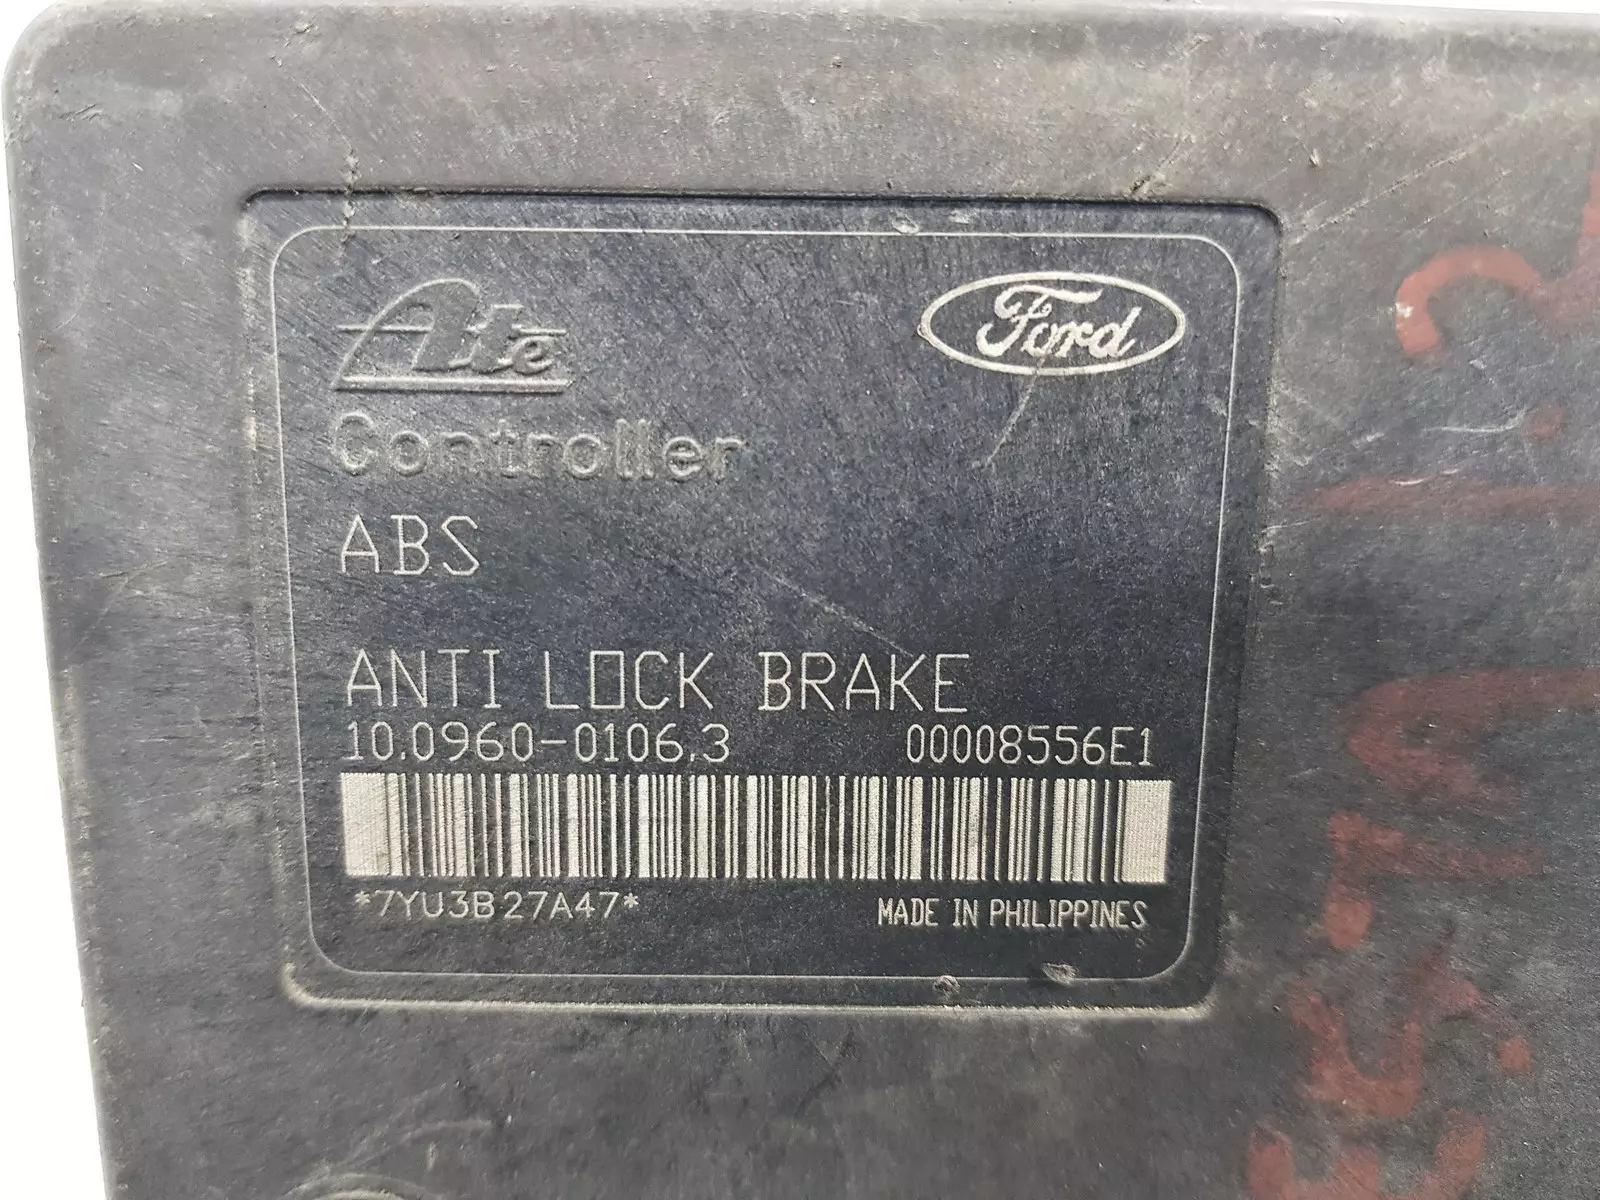 Ate
Ford
Controller
ABS
ANTI LOCK BRAKE
10.0960-0106.3 00008556E1
*7YU3B27A47* MADE IN PHILIPPINES